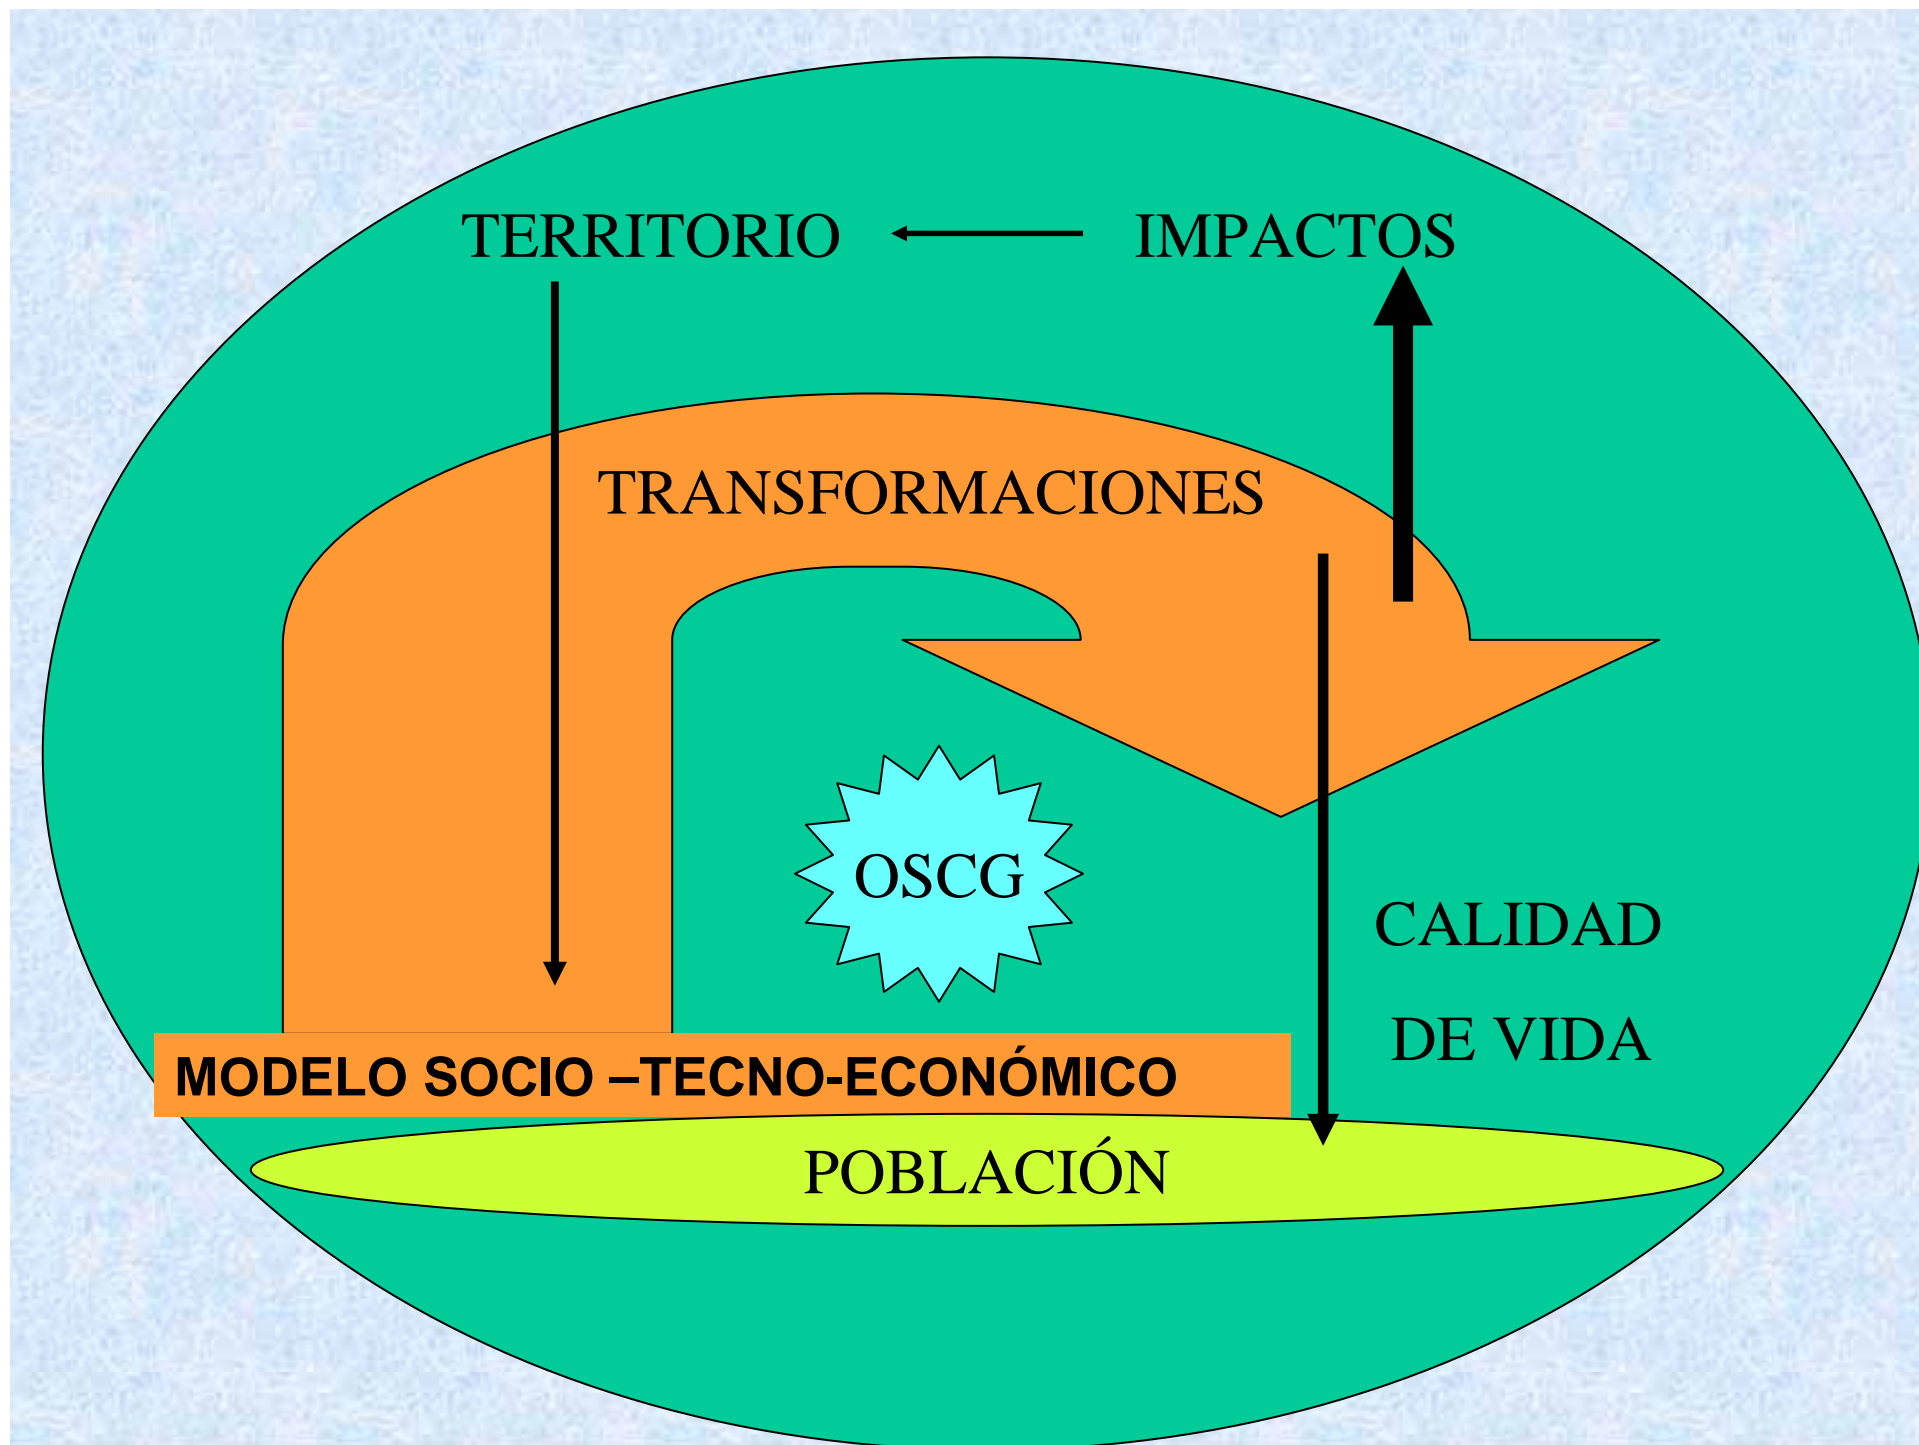 TERRITORIO
IMPACTOS
TRANSFORMACIONES
OSCG
CALIDAD
DE VIDA
MODELO SOCIO –TECNO-ECONÓMICO
POBLACIÓN